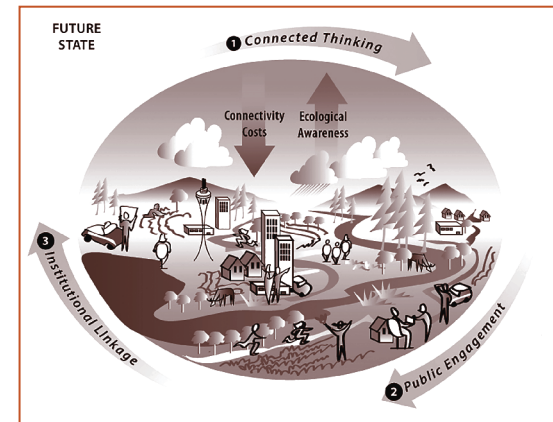 FUTURE
STATE
1 Connected Thinking
Connectivity
Costs
Ecological
Awareness
3 Institutional Linkage
2 Public Engagement